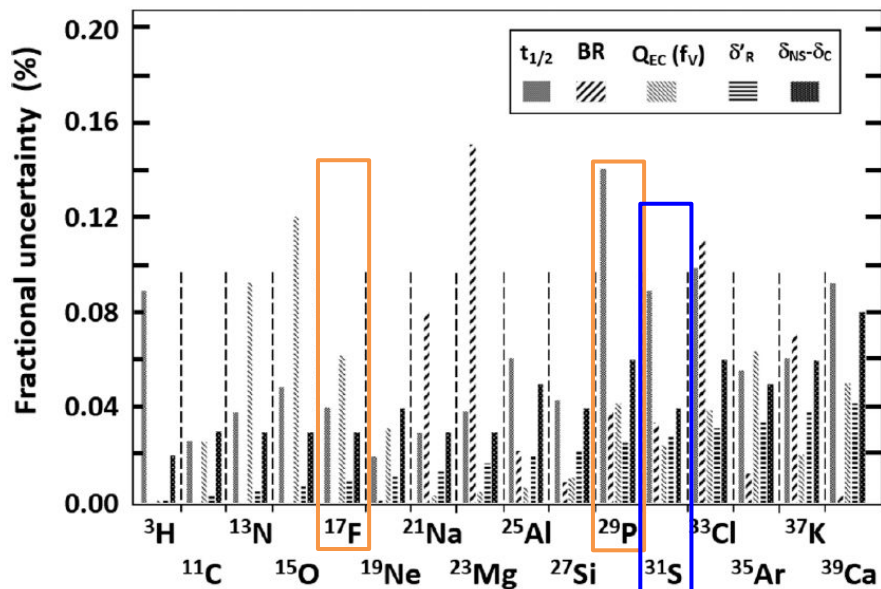 Fractional uncertainty (%)
0.20
0.16
0.12
0.08
0.04
0.00
t1/2 BR QEC (fV) δ'R δNS-δC
³H ¹³N ¹⁷F ²¹Na ²⁵Al ²⁹P ³³Cl ³⁷K
¹¹C ¹⁵O ¹⁹Ne ²³Mg ²⁷Si ³¹S ³⁵Ar ³⁹Ca